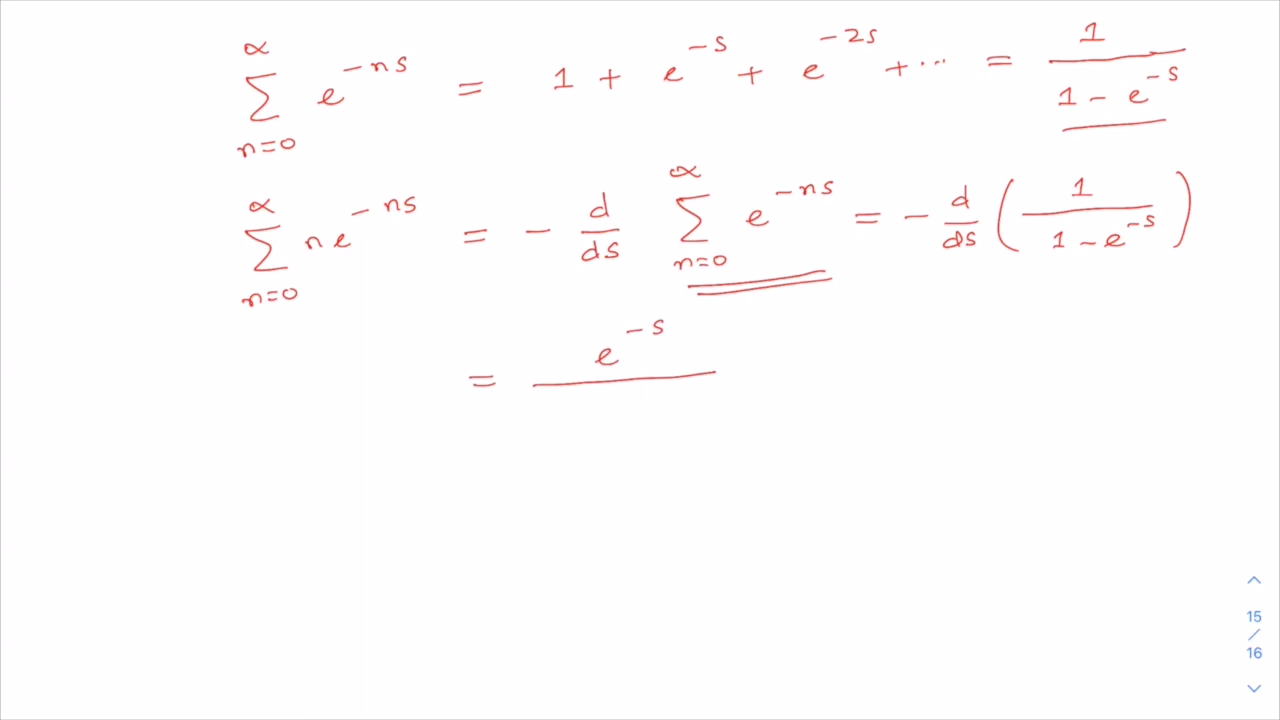 ∑_{n=0}^{∝} e^{-ns} = 1 + e^{-s} + e^{-2s} + ... = 1 / (1 - e^{-s})
∑_{n=0}^{∝} n e^{-ns} = - d/ds ∑_{n=0}^{∝} e^{-ns} = - d/ds ( 1 / (1 - e^{-s}) )
= e^{-s} /
15
/
16